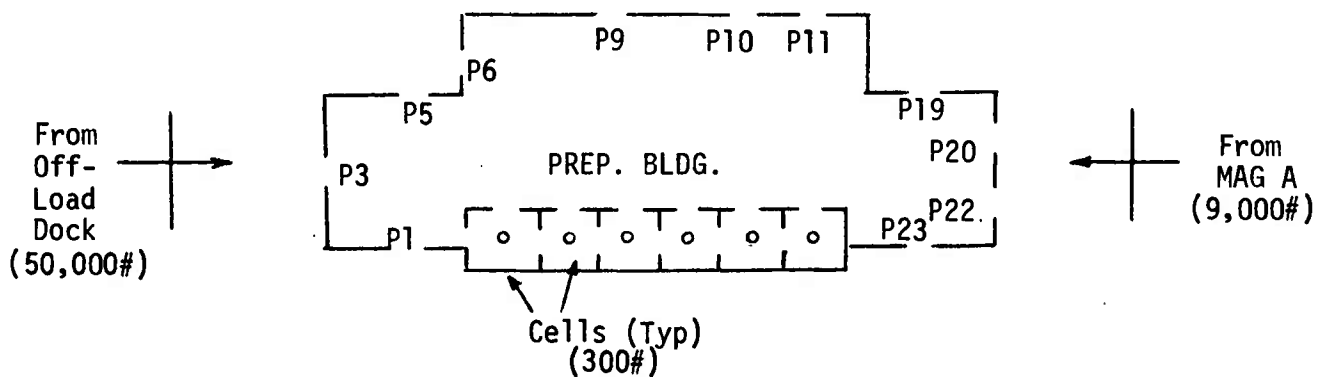 P9
P10
P11
P6
P5
P19
From
Off-
Load
Dock
(50,000#)
P3
PREP. BLDG.
P20
From
MAG A
(9,000#)
P1
P22
P23
Cells (Typ)
(300#)